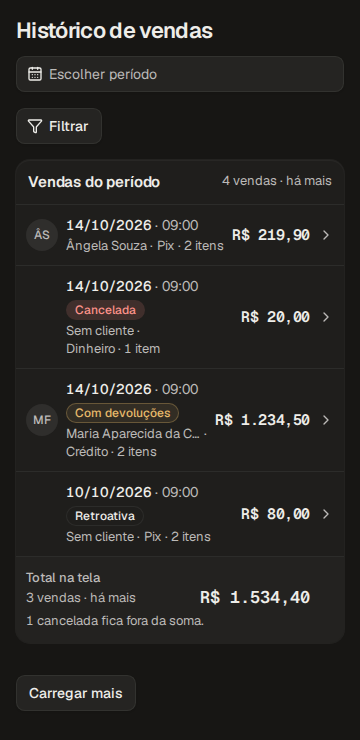 Histórico de vendas
Escolher período
Filtrar
Vendas do período 4 vendas · há mais
14/10/2026 · 09:00
ÂS R$ 219,90
Ângela Souza · Pix · 2 itens
14/10/2026 · 09:00
Cancelada
R$ 20,00
Sem cliente ·
Dinheiro · 1 item
14/10/2026 · 09:00
Com devoluções
MF R$ 1.234,50
Maria Aparecida da C… ·
Crédito · 2 itens
10/10/2026 · 09:00
Retroativa R$ 80,00
Sem cliente · Pix · 2 itens
Total na tela
3 vendas · há mais R$ 1.534,40
1 cancelada fica fora da soma.
Carregar mais